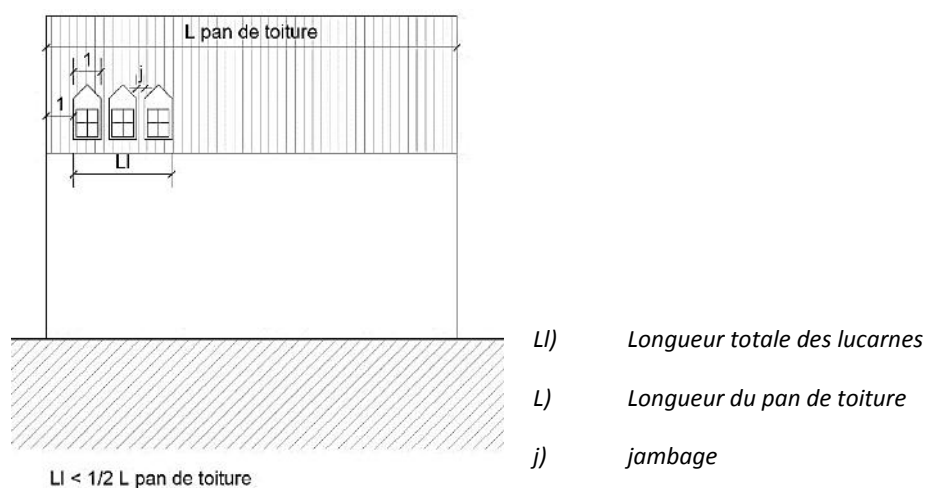 L pan de toiture
1
j
1
Ll
Ll) Longueur totale des lucarnes
L) Longueur du pan de toiture
j) jambage
Ll < 1/2 L pan de toiture